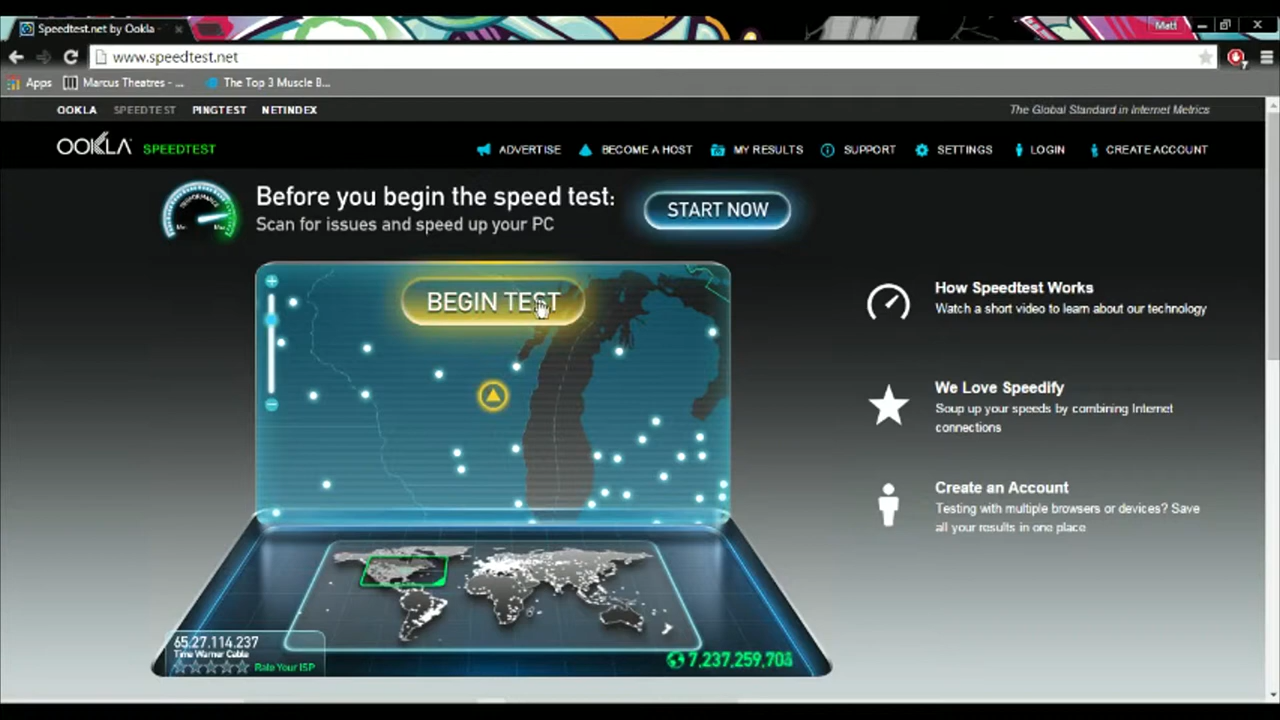 Speedtest.net by Ookla
Matt
www.speedtest.net
7
Apps Marcus Theatres - ... The Top 3 Muscle B...
OOKLA SPEEDTEST PINGTEST NETINDEX The Global Standard in Internet Metrics
OOKLA SPEEDTEST ADVERTISE BECOME A HOST MY RESULTS SUPPORT SETTINGS LOGIN CREATE ACCOUNT
PERFORMANCE
Min Max
Before you begin the speed test:
Scan for issues and speed up your PC
START NOW
BEGIN TEST
How Speedtest Works
Watch a short video to learn about our technology
We Love Speedify
Soup up your speeds by combining Internet
connections
Create an Account
Testing with multiple browsers or devices? Save
all your results in one place
65.27.114.237
Time Warner Cable
Rate Your ISP
7,237,259,70